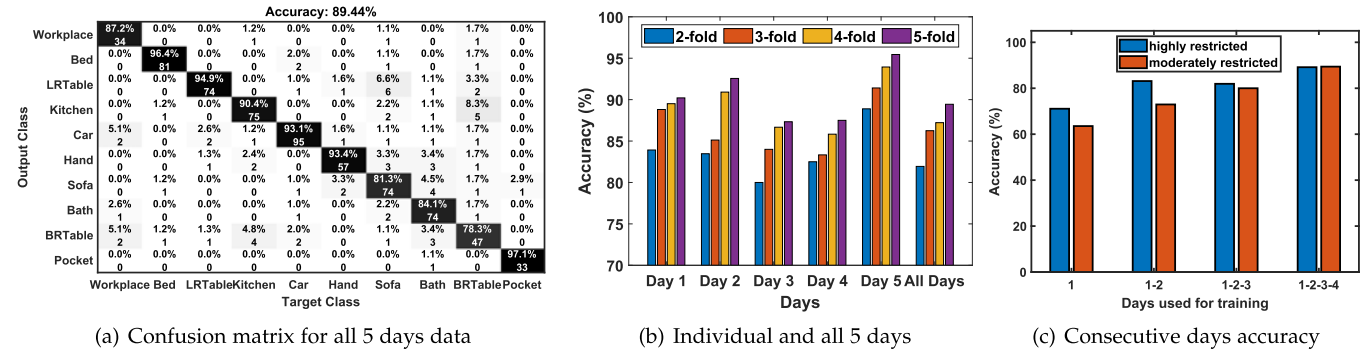 Accuracy: 89.44%
Output Class
Workplace 87.2% 0.0% 0.0% 1.2% 0.0% 0.0% 1.1% 0.0% 1.7% 0.0%
34 0 0 1 0 0 1 0 1 0
Bed 0.0% 96.4% 0.0% 0.0% 2.0% 0.0% 1.1% 0.0% 1.7% 0.0%
0 81 0 0 2 0 1 0 1 0
LRTable 0.0% 0.0% 94.9% 0.0% 1.0% 1.6% 6.6% 1.1% 3.3% 0.0%
0 0 74 0 1 1 6 1 2 0
Kitchen 0.0% 1.2% 0.0% 90.4% 0.0% 0.0% 2.2% 1.1% 8.3% 0.0%
0 1 0 75 0 0 2 1 5 0
Car 5.1% 0.0% 2.6% 1.2% 93.1% 1.6% 1.1% 1.1% 1.7% 0.0%
2 0 2 1 95 1 1 1 1 0
Hand 0.0% 0.0% 1.3% 2.4% 0.0% 93.4% 3.3% 3.4% 1.7% 0.0%
0 0 1 2 0 57 3 3 1 0
Sofa 0.0% 1.2% 0.0% 0.0% 1.0% 3.3% 81.3% 4.5% 1.7% 2.9%
0 1 0 0 1 2 74 4 1 1
Bath 2.6% 0.0% 0.0% 0.0% 1.0% 0.0% 2.2% 84.1% 1.7% 0.0%
1 0 0 0 1 0 2 74 1 0
BRTable 5.1% 1.2% 1.3% 4.8% 2.0% 0.0% 1.1% 3.4% 78.3% 0.0%
2 1 1 4 2 0 1 3 47 0
Pocket 0.0% 0.0% 0.0% 0.0% 0.0% 0.0% 0.0% 1.1% 0.0% 97.1%
0 0 0 0 0 0 0 1 0 33
Workplace Bed LRTable Kitchen Car Hand Sofa Bath BRTable Pocket
Target Class
(a) Confusion matrix for all 5 days data
2-fold 3-fold 4-fold 5-fold
Accuracy (%)
100
95
90
85
80
75
70
Day 1 Day 2 Day 3 Day 4 Day 5 All Days
Days
(b) Individual and all 5 days
highly restricted
moderately restricted
Accuracy (%)
100
80
60
40
20
0
1 1-2 1-2-3 1-2-3-4
Days used for training
(c) Consecutive days accuracy